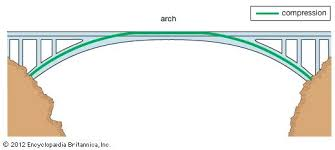 compression
arch
© 2012 Encyclopædia Britannica, Inc.